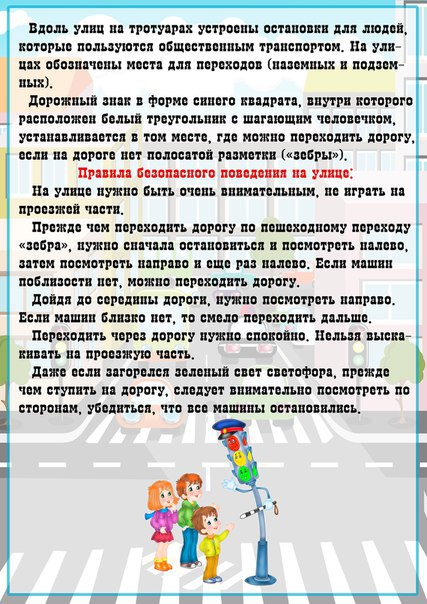 Вдоль улиц на тротуарах устроены остановки для людей,
которые пользуются общественным транспортом. На ули-
цах обозначены места для переходов (наземных и подзем-
ных).
Дорожный знак в форме синего квадрата, внутри которого
расположен белый треугольник с шагающим человечком,
устанавливается в том месте, где можно переходить дорогу,
если на дороге нет полосатой разметки («зебры»).
Правила безопасного поведения на улице:
На улице нужно быть очень внимательным, не играть на
проезжей части.
Прежде чем переходить дорогу по пешеходному переходу
«зебра», нужно сначала остановиться и посмотреть налево,
затем посмотреть направо и еще раз налево. Если машин
поблизости нет, можно переходить дорогу.
Дойдя до середины дороги, нужно посмотреть направо.
Если машин близко нет, то смело переходить дальше.
Переходить через дорогу нужно спокойно. Нельзя выска-
кивать на проезжую часть.
Даже если загорелся зеленый свет светофора, прежде
чем ступить на дорогу, следует внимательно посмотреть по
сторонам, убедиться, что все машины остановились.